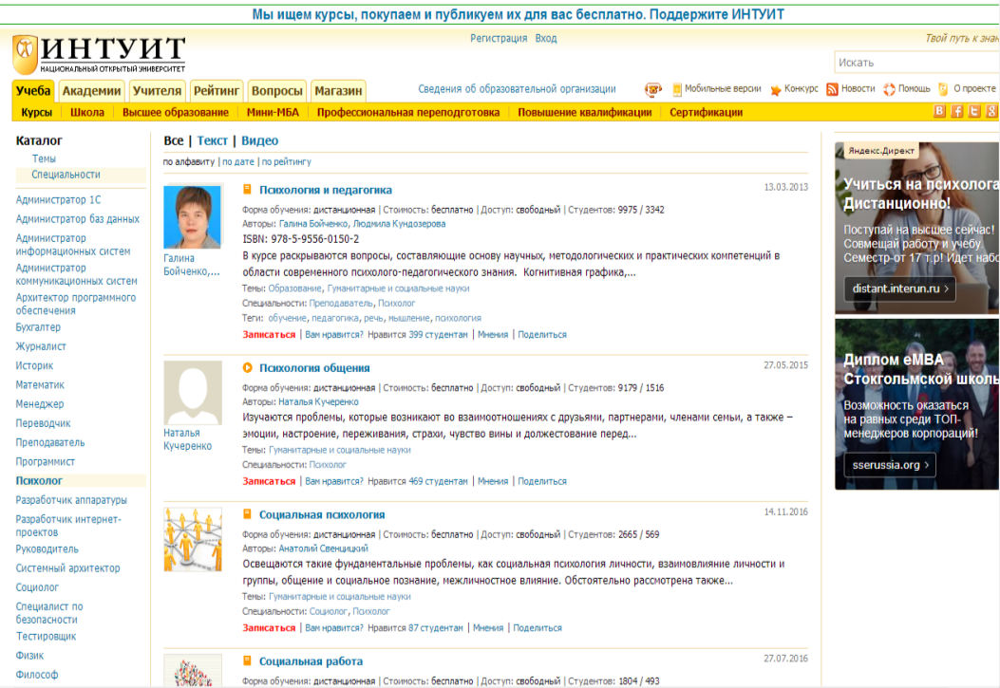 Мы ищем курсы, покупаем и публикуем их для вас бесплатно. Поддержите ИНТУИТ
ИНТУИТ
НАЦИОНАЛЬНЫЙ ОТКРЫТЫЙ УНИВЕРСИТЕТ
Регистрация Вход
Твой путь к знан
Искать
Учеба Академии Учителя Рейтинг Вопросы Магазин
Сведения об образовательной организации
Мобильные версии Конкурс Новости Помощь О проекте
Курсы Школа Высшее образование Мини-МБА Профессиональная переподготовка Повышение квалификации Сертификации
Каталог
Темы
Специальности
Администратор 1С
Администратор баз данных
Администратор
информационных систем
Администратор
коммуникационных систем
Архитектор программного
обеспечения
Бухгалтер
Журналист
Историк
Математик
Менеджер
Переводчик
Преподаватель
Программист
Психолог
Разработчик аппаратуры
Разработчик интернет-
проектов
Руководитель
Системный архитектор
Социолог
Специалист по
безопасности
Тестировщик
Физик
Философ
Все | Текст | Видео
по алфавиту | по дате | по рейтингу
Психология и педагогика
13.03.2013
Форма обучения: дистанционная | Стоимость: бесплатно | Доступ: свободный | Студентов: 9975 / 3342
Авторы: Галина Бойченко, Людмила Кундозерова
ISBN: 978-5-9556-0150-2
В курсе раскрываются вопросы, составляющие основу научных, методологических и практических компетенций в
области современного психолого-педагогического знания. Когнитивная графика,...
Темы: Образование, Гуманитарные и социальные науки
Специальности: Преподаватель, Психолог
Теги: обучение, педагогика, речь, мышление, психология
Записаться | Вам нравится? Нравится 399 студентам | Мнения | Поделиться
Галина
Бойченко,...
Психология общения
27.05.2015
Форма обучения: дистанционная | Стоимость: бесплатно | Доступ: свободный | Студентов: 9179 / 1516
Авторы: Наталья Кучеренко
Изучаются проблемы, которые возникают во взаимоотношениях с друзьями, партнерами, членами семьи, а также –
эмоции, настроение, переживания, страхи, чувство вины и долженствование перед...
Темы: Гуманитарные и социальные науки
Специальности: Психолог
Записаться | Вам нравится? Нравится 469 студентам | Мнения | Поделиться
Наталья
Кучеренко
Социальная психология
14.11.2016
Форма обучения: дистанционная | Стоимость: бесплатно | Доступ: свободный | Студентов: 2665 / 569
Авторы: Анатолий Свенцицкий
Освещаются такие фундаментальные проблемы, как социальная психология личности, взаимовлияние личности и
группы, общение и социальное познание, межличностное влияние. Обстоятельно рассмотрена также...
Темы: Гуманитарные и социальные науки
Специальности: Социолог, Психолог
Записаться | Вам нравится? Нравится 87 студентам | Мнения | Поделиться
Социальная работа
27.07.2016
Форма обучения: дистанционная | Стоимость: бесплатно | Доступ: свободный | Студентов: 1804 / 493
Яндекс.Директ
Учиться на психолога
Дистанционно!
Поступай на высшее сейчас!
Совмещай работу и учебу.
Семестр-от 17 т.р! Идет набо
distant.interun.ru >
Диплом eMBA
Стокгольмской школь
Возможность оказаться
на равных среди ТОП-
менеджеров корпораций!
sserussia.org >